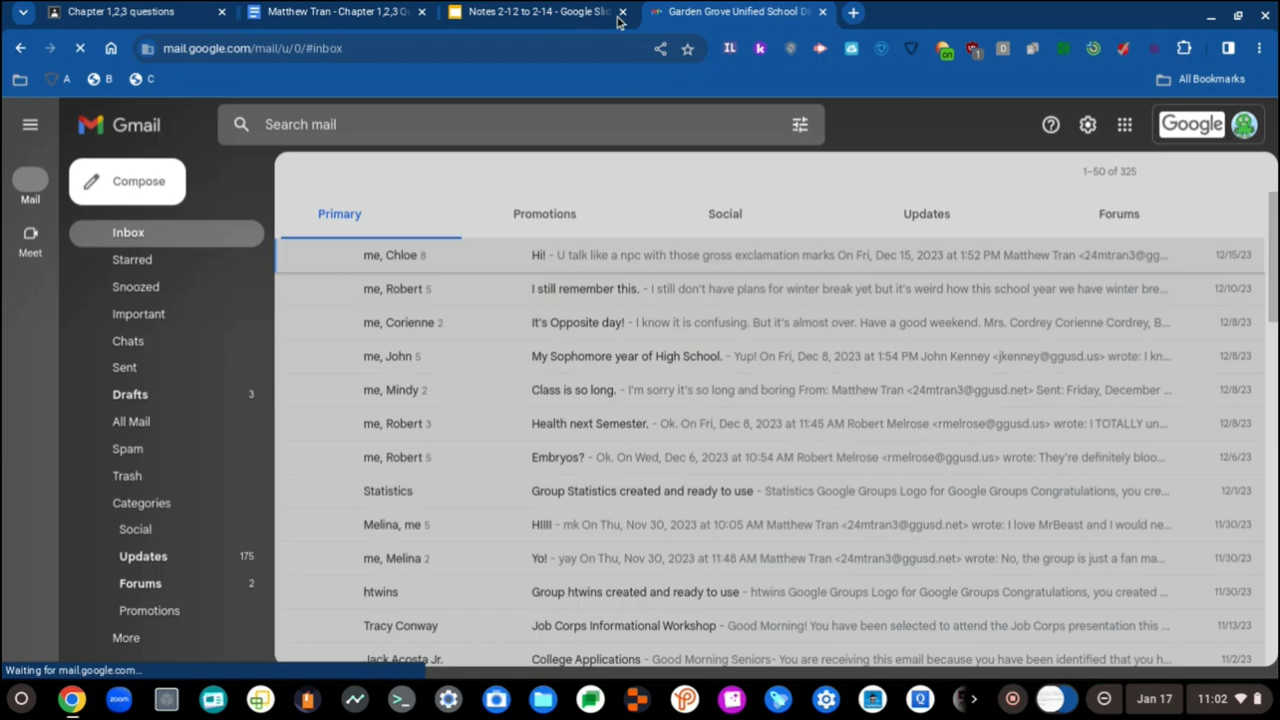 Chapter 1,2,3 questions
Matthew Tran - Chapter 1,2,3 Q
Notes 2-12 to 2-14 - Google Slid
Garden Grove Unified School Di
mail.google.com/mail/u/0/#inbox
IL
k
on
1
D
A
B
C
All Bookmarks
Gmail
Search mail
Google
Mail
Meet
Compose
1–50 of 325
Primary
Promotions
Social
Updates
Forums
Inbox
Starred
Snoozed
Important
Chats
Sent
Drafts 3
All Mail
Spam
Trash
Categories
Social
Updates 175
Forums 2
Promotions
More
me, Chloe 8 Hi! - U talk like a npc with those gross exclamation marks On Fri, Dec 15, 2023 at 1:52 PM Matthew Tran <24mtran3@gg... 12/15/23
me, Robert 5 I still remember this. - I still don't have plans for winter break yet but it's weird how this school year we have winter bre... 12/10/23
me, Corienne 2 It's Opposite day! - I know it is confusing. But it's almost over. Have a good weekend. Mrs. Cordrey Corienne Cordrey, B... 12/8/23
me, John 5 My Sophomore year of High School. - Yup! On Fri, Dec 8, 2023 at 1:54 PM John Kenney <jkenney@ggusd.us> wrote: I kn... 12/8/23
me, Mindy 2 Class is so long. - I'm sorry it's so long and boring From: Matthew Tran <24mtran3@ggusd.net> Sent: Friday, December ... 12/8/23
me, Robert 3 Health next Semester. - Ok. On Fri, Dec 8, 2023 at 11:45 AM Robert Melrose <rmelrose@ggusd.us> wrote: I TOTALLY un... 12/8/23
me, Robert 5 Embryos? - Ok. On Wed, Dec 6, 2023 at 10:54 AM Robert Melrose <rmelrose@ggusd.us> wrote: They're definitely bloo... 12/6/23
Statistics Group Statistics created and ready to use - Statistics Google Groups Logo for Google Groups Congratulations, you cre... 12/1/23
Melina, me 5 HIIII - mk On Thu, Nov 30, 2023 at 10:05 AM Matthew Tran <24mtran3@ggusd.net> wrote: I love MrBeast and I would ne... 11/30/23
me, Melina 2 Yo! - yay On Thu, Nov 30, 2023 at 11:48 AM Matthew Tran <24mtran3@ggusd.net> wrote: No, the group is just a fan ma... 11/30/23
htwins Group htwins created and ready to use - htwins Google Groups Logo for Google Groups Congratulations, you created ... 11/30/23
Tracy Conway Job Corps Informational Workshop - Good Morning! You have been selected to attend the Job Corps presentation this ... 11/13/23
Jack Acosta Jr. College Applications - Good Morning Seniors- You are receiving this email because you have been identified that you h... 11/2/23
Waiting for mail.google.com...
zoom
Q
Jan 17
11:02